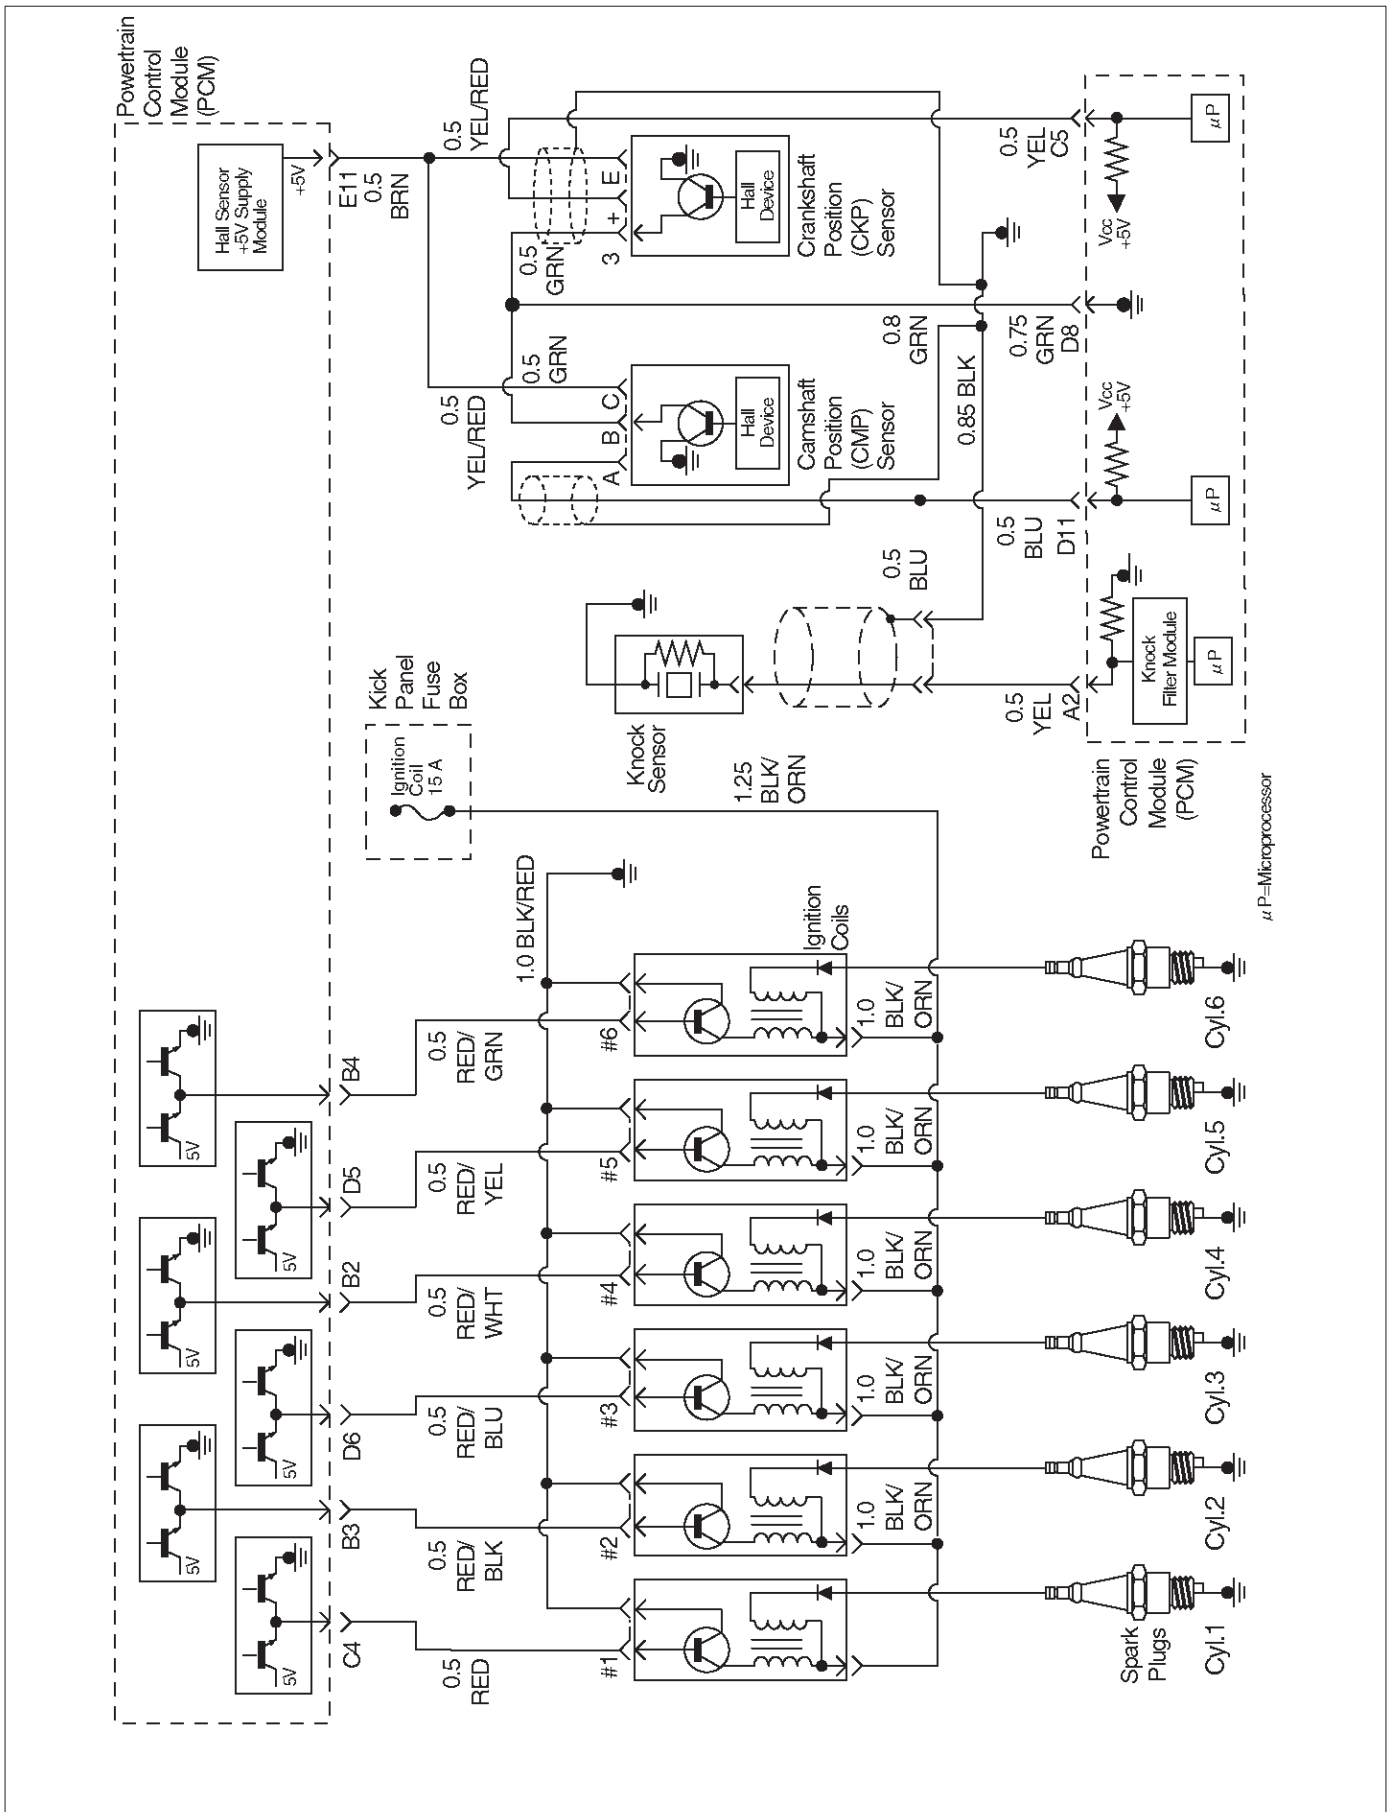 Powertrain
Control
Module
(PCM)
Hall Sensor
+5V Supply
Module
+5V
E11
0.5
BRN
0.5
YEL/RED
0.5
GRN
3
+
E
Hall
Device
Crankshaft
Position
(CKP)
Sensor
0.5
YEL
C5
μP
Vcc
+5V
0.5
YEL/RED
0.5
GRN
A
B
C
Hall
Device
Camshaft
Position
(CMP)
Sensor
0.8
GRN
0.85 BLK
0.75
GRN
D8
Vcc
+5V
0.5
BLU
D11
μP
Kick
Panel
Fuse
Box
Ignition
Coil
15 A
Knock
Sensor
0.5
BLU
0.5
YEL
A2
Knock
Filter Module
μP
1.25
BLK/
ORN
Powertrain
Control
Module
(PCM)
μP=Microprocessor
5V
5V
5V
5V
5V
5V
C4
B3
D6
B2
D5
B4
0.5
RED
0.5
RED/
BLK
0.5
RED/
BLU
0.5
RED/
WHT
0.5
RED/
YEL
0.5
RED/
GRN
1.0 BLK/RED
#1
#2
#3
#4
#5
#6
Ignition
Coils
1.0
BLK/
ORN
1.0
BLK/
ORN
1.0
BLK/
ORN
1.0
BLK/
ORN
1.0
BLK/
ORN
Spark
Plugs
Cyl.1
Cyl.2
Cyl.3
Cyl.4
Cyl.5
Cyl.6